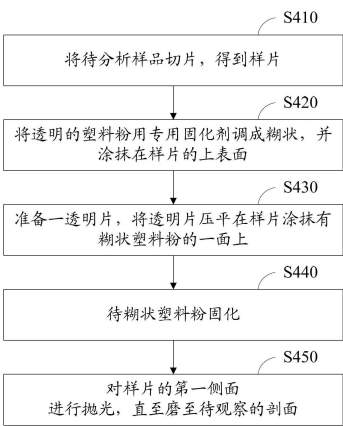 S410
将待分析样品切片，得到样片
S420
将透明的塑料粉用专用固化剂调成糊状，并
涂抹在样片的上表面
S430
准备一透明片，将透明片压平在样片涂抹有
糊状塑料粉的一面上
S440
待糊状塑料粉固化
S450
对样片的第一侧面
进行抛光，直至磨至待观察的剖面